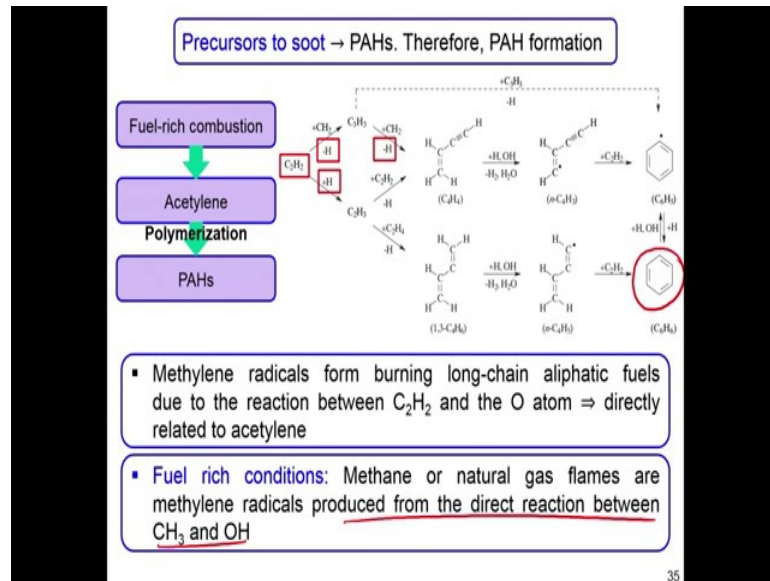 Precursors to soot → PAHs. Therefore, PAH formation
Fuel-rich combustion
Acetylene
Polymerization
PAHs
+C₃H₃
-H
C₂H₂
+CH₂
-H
C₃H₃
+CH₂
-H
+H
C₂H₃
+C₂H₂
-H
+C₂H₄
-H
H
H
C
C≡C
H
C
H
H
(C₄H₄)
+H, OH
-H₂, H₂O
H
C≡C
H
C
C
H
(n-C₄H₃)
+C₂H₂
(C₆H₅)
+H, OH
+H
H
H
C
H
C
H
C
C
H
H
(1,3-C₄H₆)
+H, OH
-H₂, H₂O
H
H
C
H
C
C
C
H
H
+C₂H₂
(C₆H₆)
▪ Methylene radicals form burning long-chain aliphatic fuels
due to the reaction between C₂H₂ and the O atom ⇒ directly
related to acetylene
▪ Fuel rich conditions: Methane or natural gas flames are
methylene radicals produced from the direct reaction between
CH₃ and OH
35